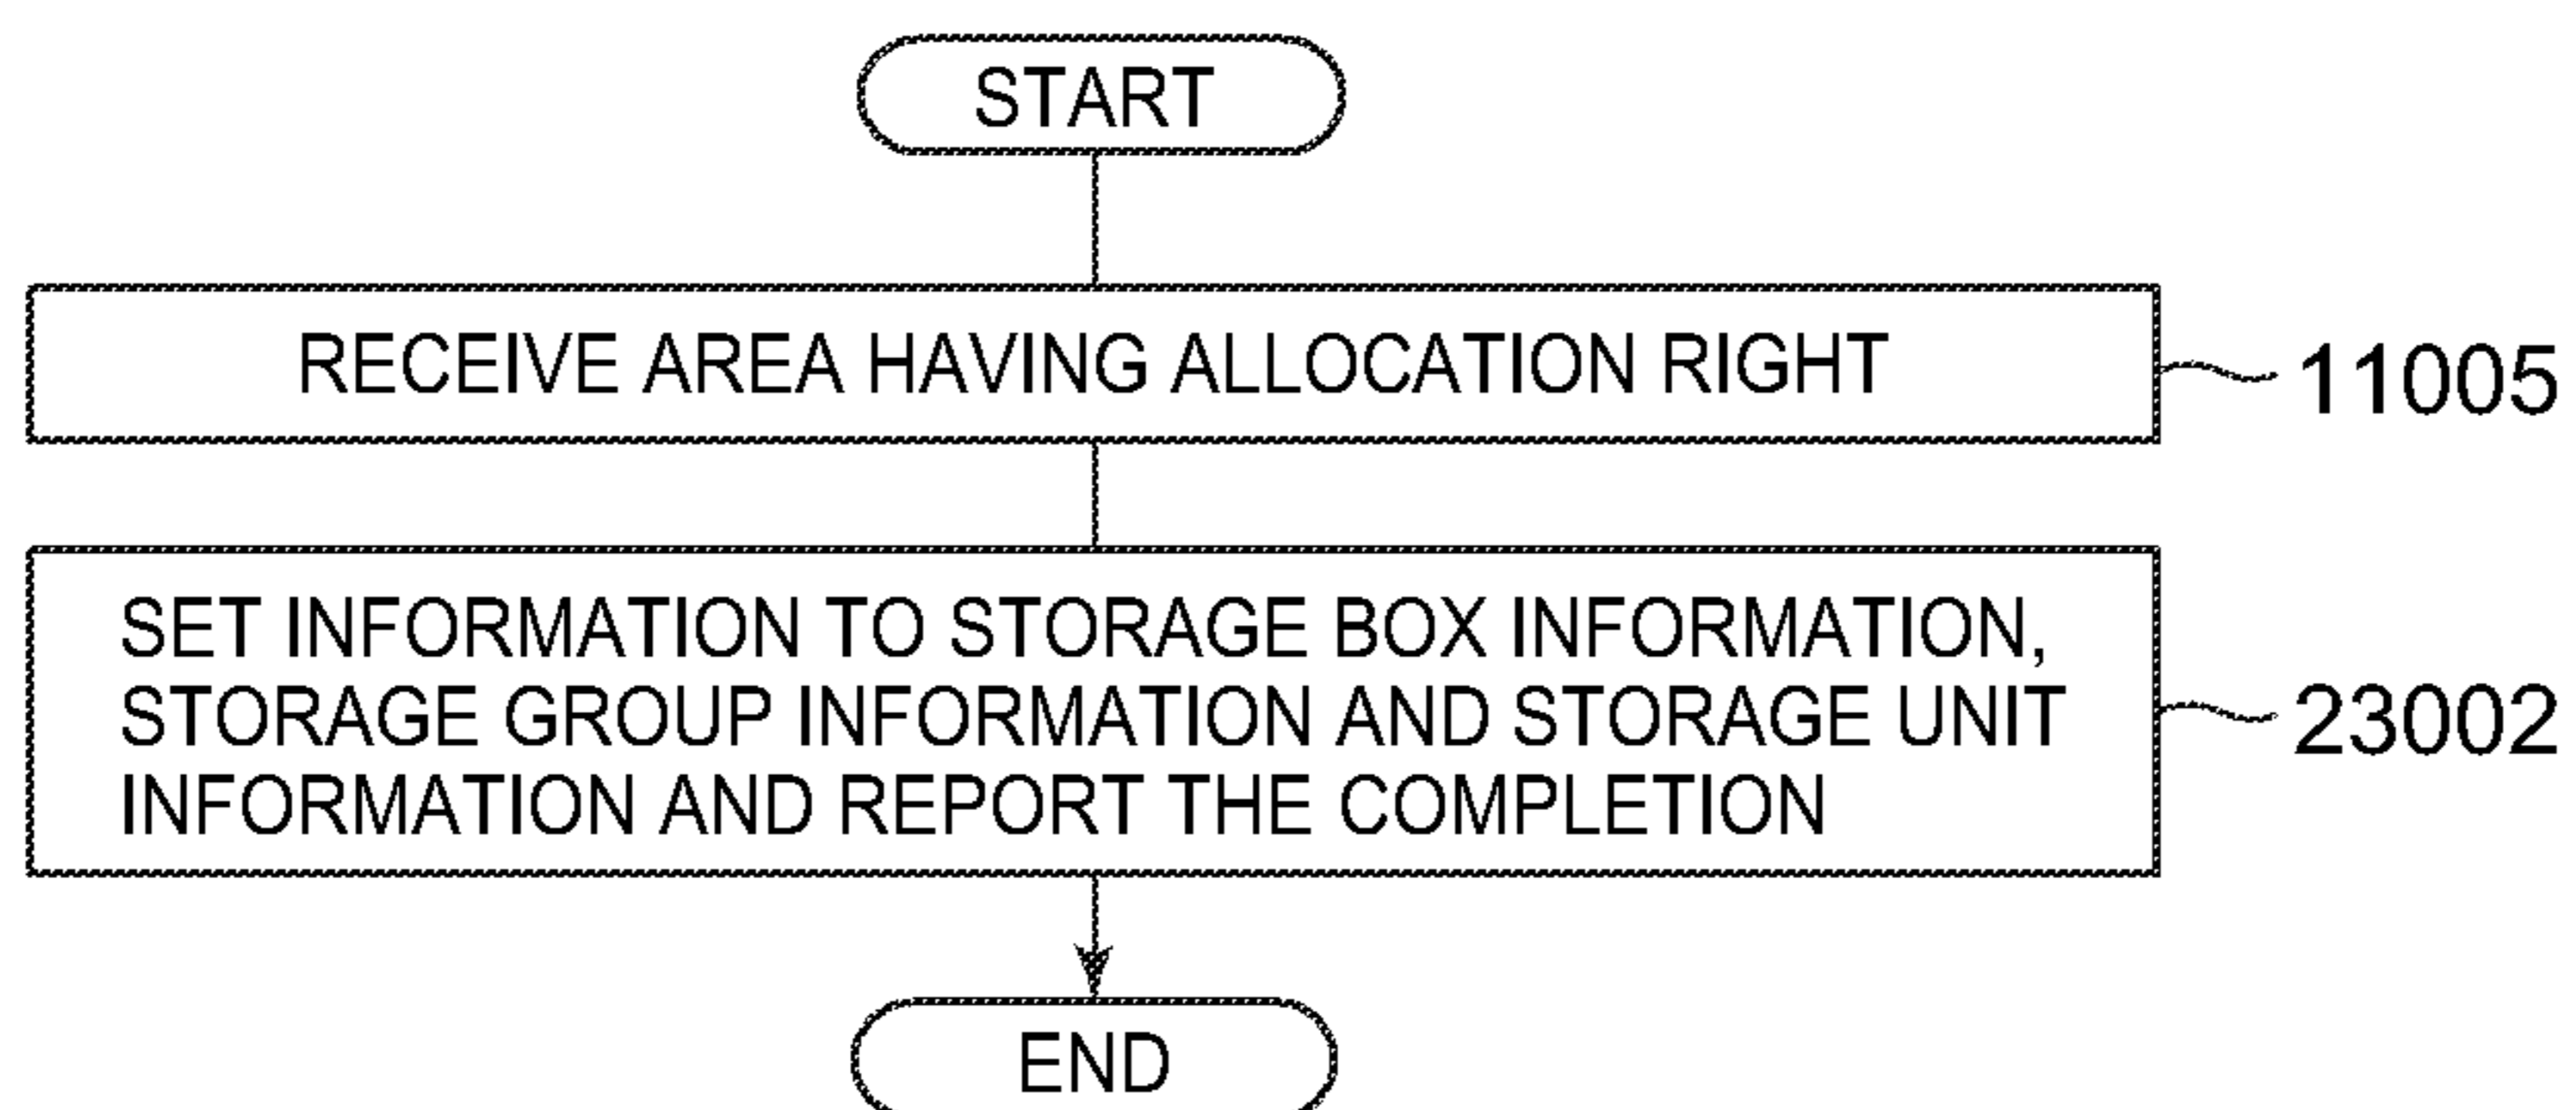 START
RECEIVE AREA HAVING ALLOCATION RIGHT
11005
SET INFORMATION TO STORAGE BOX INFORMATION,
STORAGE GROUP INFORMATION AND STORAGE UNIT
INFORMATION AND REPORT THE COMPLETION
23002
END